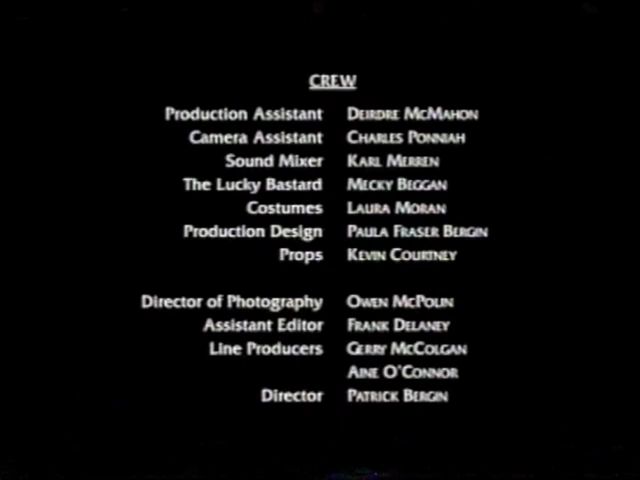 CREW
Production Assistant DEIRDRE MCMAHON
Camera Assistant CHARLES PONNIAH
Sound Mixer KARL MERREN
The Lucky Bastard MECKY BEGGAN
Costumes LAURA MORAN
Production Design PAULA FRASER BERGIN
Props KEVIN COURTNEY
Director of Photography OWEN MCPOLIN
Assistant Editor FRANK DELANEY
Line Producers GERRY MCCOLGAN
AINE O'CONNOR
Director PATRICK BERGIN